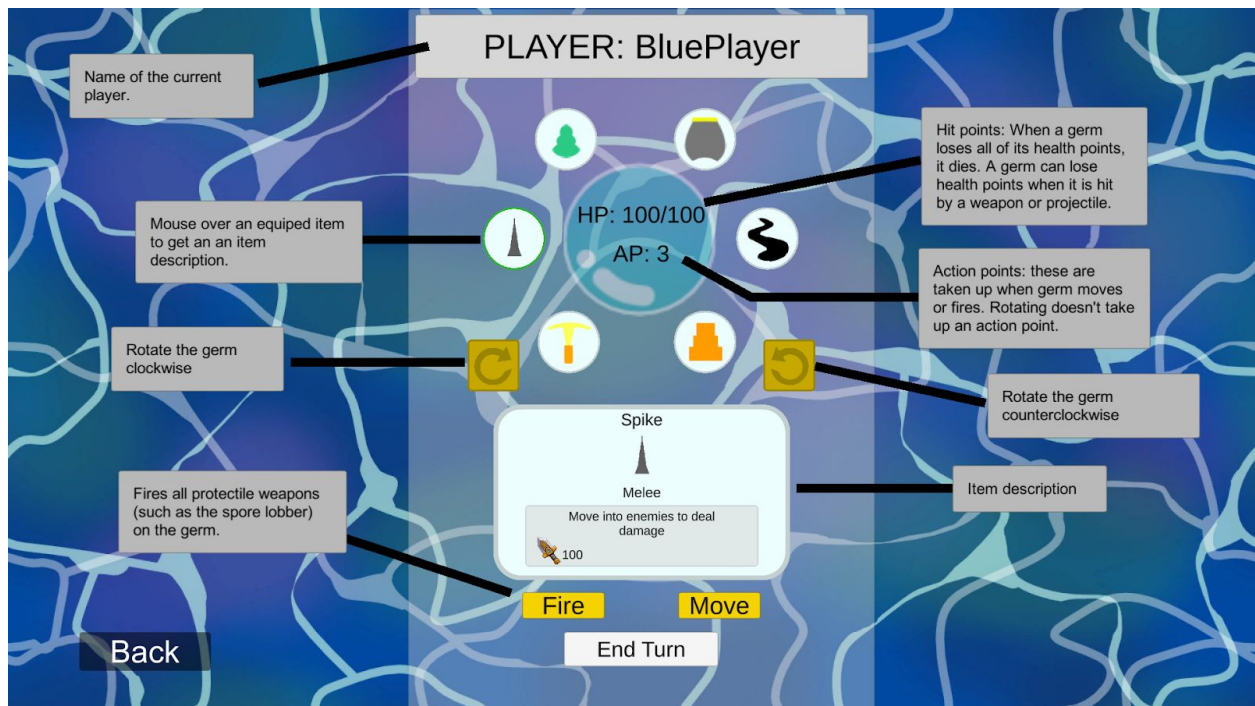 PLAYER: BluePlayer
Name of the current
player.
Hit points: When a germ
loses all of its health points,
it dies. A germ can lose
health points when it is hit
by a weapon or projectile.
Mouse over an equiped item
to get an an item
description.
HP: 100/100
AP: 3
Action points: these are
taken up when germ moves
or fires. Rotating doesn't take
up an action point.
Rotate the germ
clockwise
Rotate the germ
counterclockwise
Spike
Melee
Move into enemies to deal
damage
100
Item description
Fires all protectile weapons
(such as the spore lobber)
on the germ.
Fire
Move
End Turn
Back